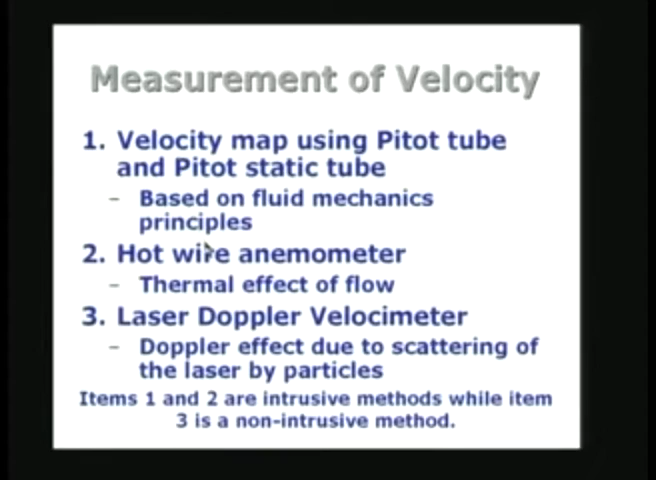 Measurement of Velocity
1. Velocity map using Pitot tube
and Pitot static tube
– Based on fluid mechanics
principles
2. Hot wire anemometer
– Thermal effect of flow
3. Laser Doppler Velocimeter
– Doppler effect due to scattering of
the laser by particles
Items 1 and 2 are intrusive methods while item
3 is a non-intrusive method.